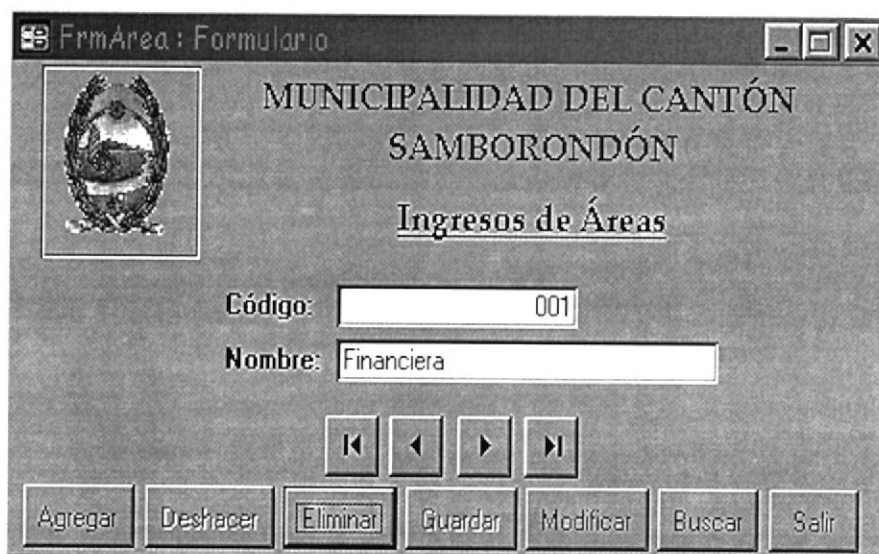 FrmArea : Formulario
MUNICIPALIDAD DEL CANTÓN
SAMBORONDÓN
Ingresos de Áreas
Código: 001
Nombre: Financiera
Agregar Deshacer Eliminar Guardar Modificar Buscar Salir